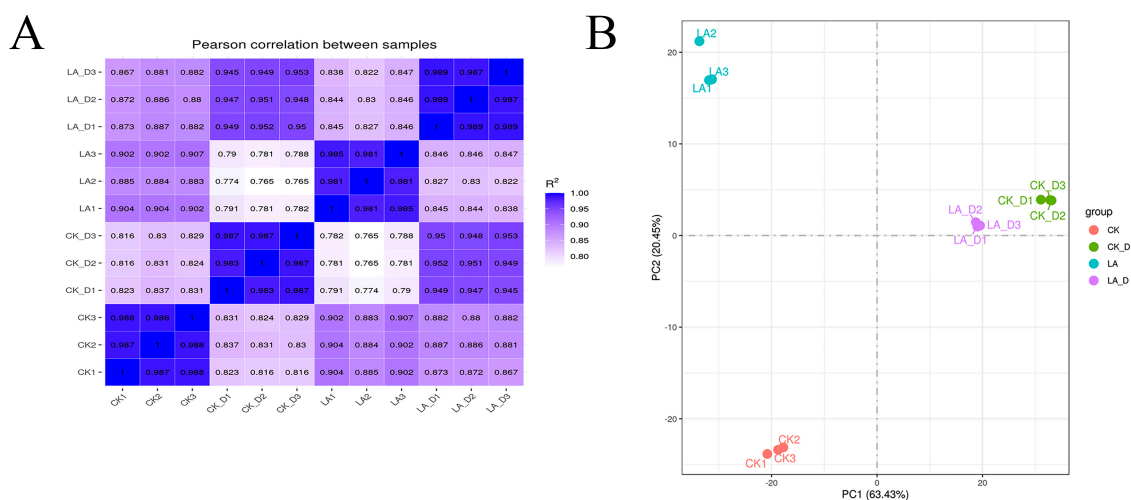 A
Pearson correlation between samples
LA_D3 0.867 0.881 0.882 0.945 0.949 0.953 0.838 0.822 0.847 0.989 0.987 1
LA_D2 0.872 0.886 0.88 0.947 0.951 0.948 0.844 0.83 0.846 0.989 1 0.987
LA_D1 0.873 0.887 0.882 0.949 0.952 0.95 0.845 0.827 0.846 1 0.989 0.989
LA3 0.902 0.902 0.907 0.79 0.781 0.788 0.985 0.981 1 0.846 0.846 0.847
LA2 0.885 0.884 0.883 0.774 0.765 0.765 0.981 1 0.981 0.827 0.83 0.822
LA1 0.904 0.904 0.902 0.791 0.781 0.782 1 0.981 0.985 0.845 0.844 0.838
CK_D3 0.816 0.83 0.829 0.987 0.987 1 0.782 0.765 0.788 0.95 0.948 0.953
CK_D2 0.816 0.831 0.824 0.983 1 0.987 0.781 0.765 0.781 0.952 0.951 0.949
CK_D1 0.823 0.837 0.831 1 0.983 0.987 0.791 0.774 0.79 0.949 0.947 0.945
CK3 0.988 0.988 1 0.831 0.824 0.829 0.902 0.883 0.907 0.882 0.88 0.882
CK2 0.987 1 0.988 0.837 0.831 0.83 0.904 0.884 0.902 0.887 0.886 0.881
CK1 1 0.987 0.988 0.823 0.816 0.816 0.904 0.885 0.902 0.873 0.872 0.867
CK1 CK2 CK3 CK_D1 CK_D2 CK_D3 LA1 LA2 LA3 LA_D1 LA_D2 LA_D3
R²
1.00
0.95
0.90
0.85
0.80
B
PC2 (20.45%)
20
10
0
-10
-20
LA2
LA3
LA1
CK_D3
CK_D1
CK_D2
LA_D2
LA_D3
LA_D1
CK2
CK1
CK3
-20 0 20
PC1 (63.43%)
group
CK
CK_D
LA
LA_D